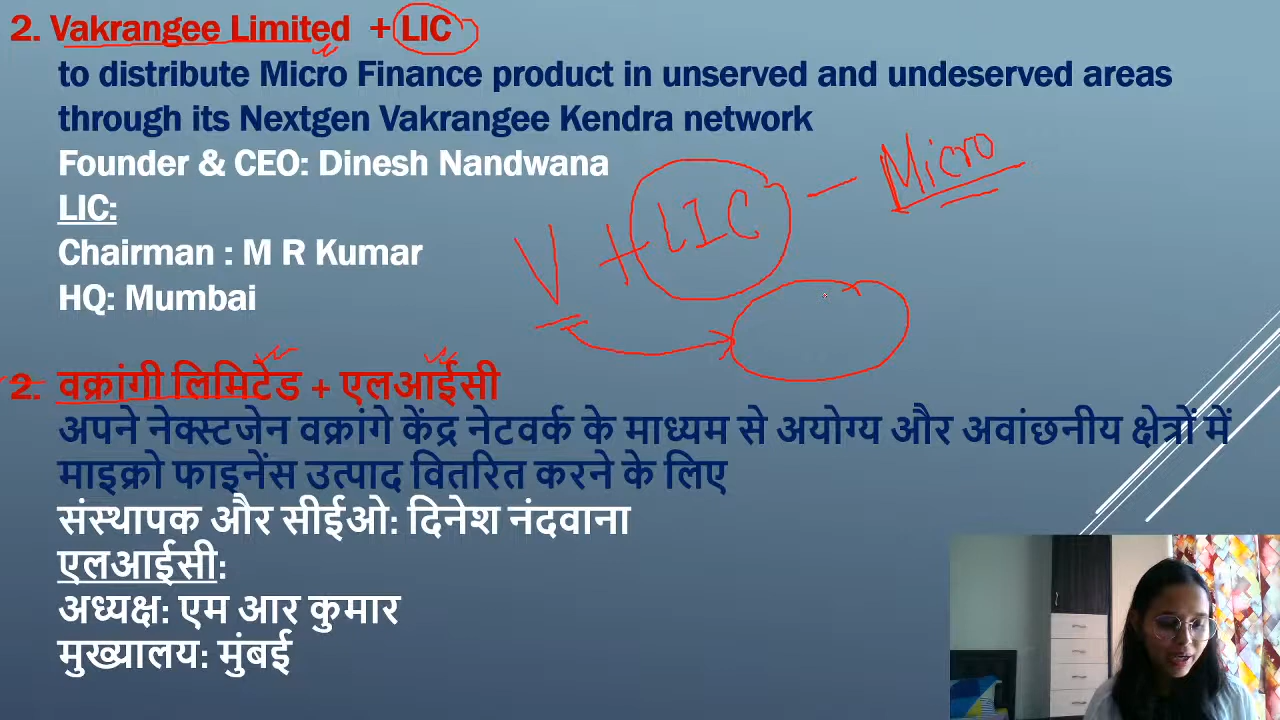 2. Vakrangee Limited + LIC
to distribute Micro Finance product in unserved and undeserved areas
through its Nextgen Vakrangee Kendra network
Founder & CEO: Dinesh Nandwana
LIC:
Chairman : M R Kumar
HQ: Mumbai
V + LIC - Micro
2. वक्रांगी लिमिटेड + एलआईसी
अपने नेक्स्टजेन वक्रांगे केंद्र नेटवर्क के माध्यम से अयोग्य और अवांछनीय क्षेत्रों में
माइक्रो फाइनेंस उत्पाद वितरित करने के लिए
संस्थापक और सीईओ: दिनेश नंदवाना
एलआईसी:
अध्यक्ष: एम आर कुमार
मुख्यालय: मुंबई